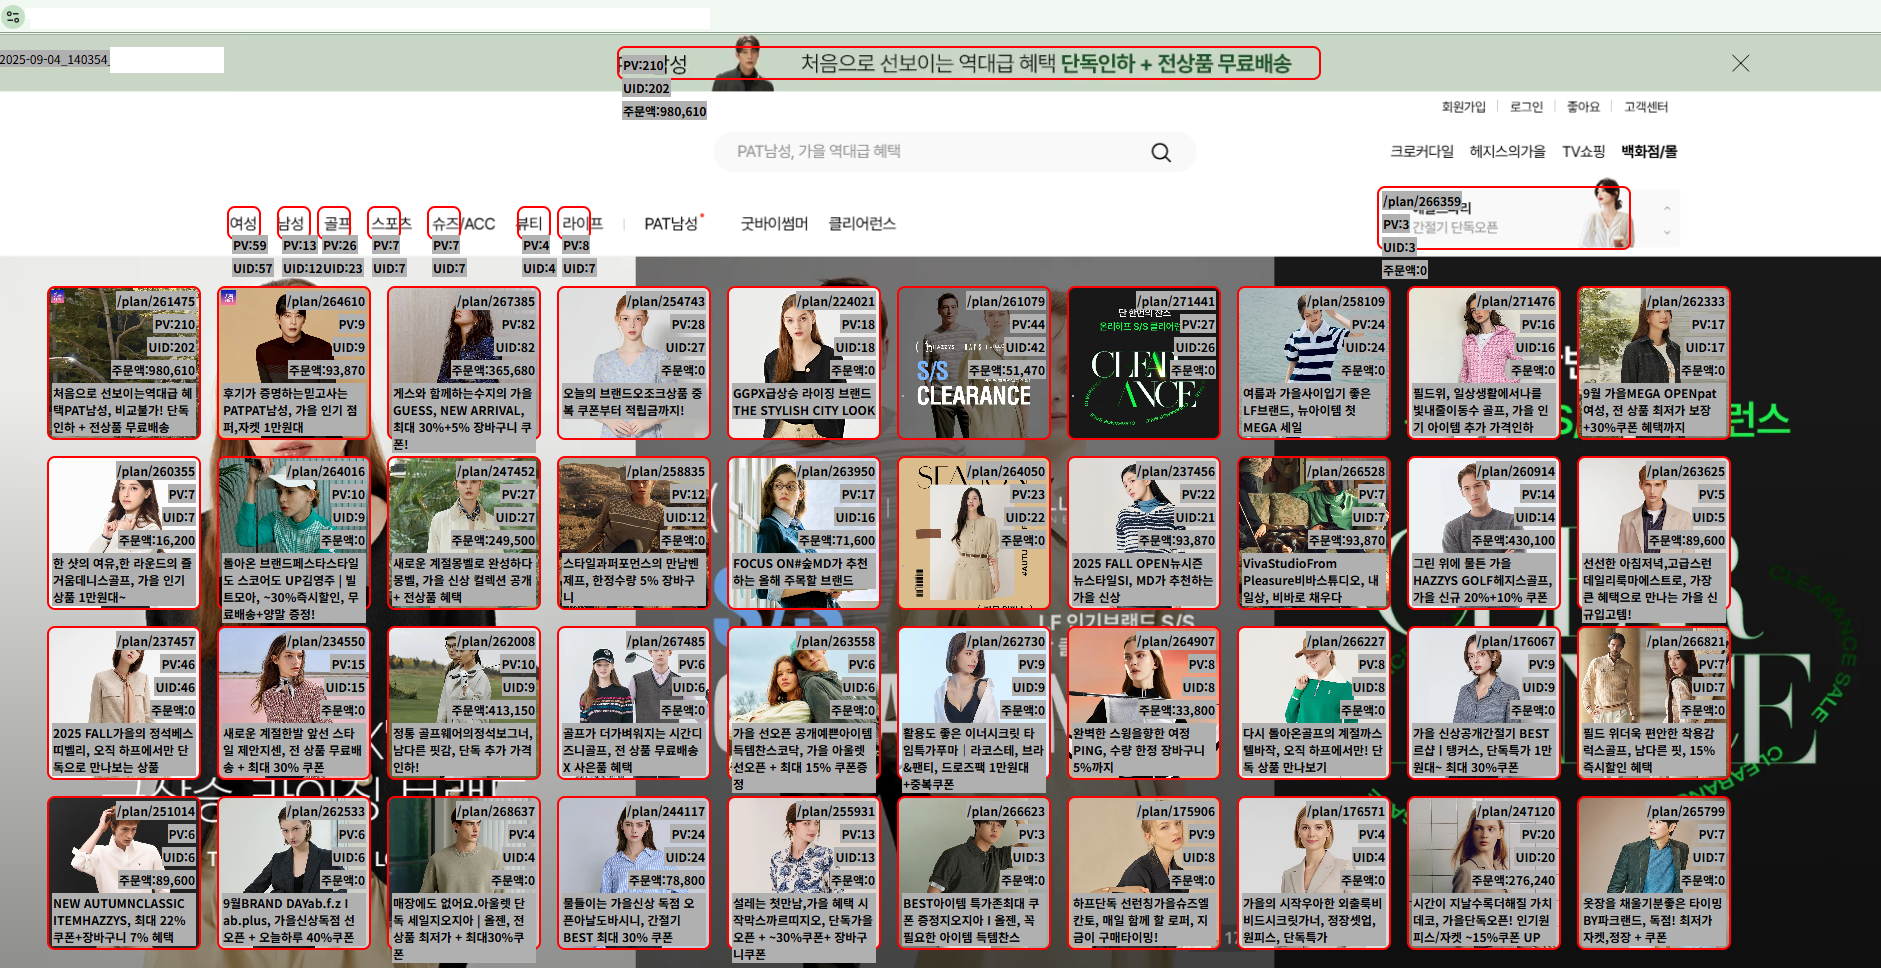 2025-09-04_140354_
PV:210 남성
처음으로 선보이는 역대급 혜택 단독인하 + 전상품 무료배송
UID:202
주문액:980,610
회원가입 로그인 좋아요 고객센터
PAT남성, 가을 역대급 혜택
크로커다일 헤지스의가을 TV쇼핑 백화점/몰
여성 남성 골프 스포츠 슈즈/ACC 뷰티 라이프 PAT남성 굿바이썸머 클리어런스
/plan/266359
PV:3 간절기 단독오픈
UID:3
주문액:0
PV:59 PV:13 PV:26 PV:7 PV:7 PV:4 PV:8
UID:57 UID:12 UID:23 UID:7 UID:7 UID:4 UID:7
/plan/261475
PV:210
UID:202
주문액:980,610
처음으로 선보이는역대급 혜
택PAT남성, 비교불가! 단독
인하 + 전상품 무료배송
/plan/264610
PV:9
UID:9
주문액:93,870
후기가 증명하는믿고사는
PATPAT남성, 가을 인기 점
퍼,자켓 1만원대
/plan/267385
PV:82
UID:82
주문액:365,680
게스와 함께하는수지의 가을
GUESS, NEW ARRIVAL,
최대 30%+5% 장바구니 쿠
폰!
/plan/254743
PV:28
UID:27
주문액:0
오늘의 브랜드오조크상품 중
복 쿠폰부터 적립금까지!
/plan/224021
PV:18
UID:18
주문액:0
GGPX급상승 라이징 브랜드
THE STYLISH CITY LOOK
/plan/261079
PV:44
UID:42
주문액:51,470
HAZZYS
S/S
CLEARANCE
/plan/271441
단 한번의 찬스
온리하프 S/S 클리어런
PV:27
UID:26
주문액:0
CLEAR
ANCE
/plan/258109
PV:24
UID:24
주문액:0
여름과 가을사이입기 좋은
LF브랜드, 뉴아이템 첫
MEGA 세일
/plan/271476
PV:16
UID:16
주문액:0
필드위, 일상생활에서나를
빛내줄이동수 골프, 가을 인
기 아이템 추가 가격인하
/plan/262333
PV:17
UID:17
주문액:0
9월 가을MEGA OPENpat
여성, 전 상품 최저가 보장
+30%쿠폰 혜택까지
런스
/plan/260355
PV:7
UID:7
주문액:16,200
한 샷의 여유,한 라운드의 즐
거움데니스골프, 가을 인기
상품 1만원대~
/plan/264016
PV:10
UID:9
주문액:0
돌아온 브랜드페스타스타일
도 스코어도 UP김영주 | 빌
트모아, ~30%즉시할인, 무
료배송+양말 증정!
/plan/247452
PV:27
UID:27
주문액:249,500
새로운 계절몽벨로 완성하다
몽벨, 가을 신상 컬렉션 공개
+ 전상품 혜택
/plan/258835
PV:12
UID:12
주문액:0
스타일과퍼포먼스의 만남벤
제프, 한정수량 5% 장바구
니
/plan/263950
PV:17
UID:16
주문액:71,600
FOCUS ON#숲MD가 추천
하는 올해 주목할 브랜드
/plan/264050
PV:23
UID:22
주문액:0
/plan/237456
PV:22
UID:21
주문액:93,870
2025 FALL OPEN뉴시즌
뉴스타일SI, MD가 추천하는
가을 신상
/plan/266528
PV:7
UID:7
주문액:93,870
VivaStudioFrom
Pleasure비바스튜디오, 내
일상, 비바로 채우다
/plan/260914
PV:14
UID:14
주문액:430,100
그린 위에 물든 가을
HAZZYS GOLF헤지스골프,
가을 신규 20%+10% 쿠폰
/plan/263625
PV:5
UID:5
주문액:89,600
선선한 아침저녁,고급스런
데일리룩마에스트로, 가장
큰 혜택으로 만나는 가을 신
규입고템!
LF 인기브랜드 S/S
/plan/237457
PV:46
UID:46
주문액:0
2025 FALL가을의 정석베스
띠벨리, 오직 하프에서만 단
독으로 만나보는 상품
/plan/234550
PV:15
UID:15
주문액:0
새로운 계절한발 앞선 스타
일 제안지센, 전 상품 무료배
송 + 최대 30% 쿠폰
/plan/262008
PV:10
UID:9
주문액:413,150
정통 골프웨어의정석보그너,
남다른 핏감, 단독 추가 가격
인하!
/plan/267485
PV:6
UID:6
주문액:0
골프가 더가벼워지는 시간디
즈니골프, 전 상품 무료배송
X 사은품 혜택
/plan/263558
PV:6
UID:6
주문액:0
가을 선오픈 공개예쁜아이템
득템찬스코닥, 가을 아울렛
선오픈 + 최대 15% 쿠폰증
정
/plan/262730
PV:9
UID:9
주문액:0
활용도 좋은 이너시크릿 타
임특가푸마ㅣ라코스테, 브라
&팬티, 드로즈팩 1만원대
+중복쿠폰
/plan/264907
PV:8
UID:8
주문액:33,800
완벽한 스윙을향한 여정
PING, 수량 한정 장바구니
5%까지
/plan/266227
PV:8
UID:8
주문액:0
다시 돌아온골프의 계절까스
텔바작, 오직 하프에서만! 단
독 상품 만나보기
/plan/176067
PV:9
UID:9
주문액:0
가을 신상공개간절기 BEST
르샵 | 탱커스, 단독특가 1만
원대~ 최대 30%쿠폰
/plan/266821
PV:7
UID:7
주문액:0
필드 위더욱 편안한 착용감
럭스골프, 남다른 핏, 15%
즉시할인 혜택
CLEARANCE SALE
/plan/251014
PV:6
UID:6
주문액:89,600
NEW AUTUMNCLASSIC
ITEMHAZZYS, 최대 22%
쿠폰+장바구니 7% 혜택
/plan/262533
PV:6
UID:6
주문액:0
9월BRAND DAYab.f.z I
ab.plus, 가을신상독점 선
오픈 + 오늘하루 40%쿠폰
/plan/268637
PV:4
UID:4
주문액:0
매장에도 없어요.아울렛 단
독 세일지오지아 | 올젠, 전
상품 최저가 + 최대30%쿠
폰
/plan/244117
PV:24
UID:24
주문액:78,800
물들이는 가을신상 독점 오
픈아날도바시니, 간절기
BEST 최대 30% 쿠폰
/plan/255931
PV:13
UID:13
주문액:0
설레는 첫만남,가을 혜택 시
작막스까르띠지오, 단독가을
오픈 + ~30%쿠폰+ 장바구
니쿠폰
/plan/266623
PV:3
UID:3
주문액:0
BEST아이템 특가존최대 쿠
폰 증정지오지아 I 올젠, 꼭
필요한 아이템 득템찬스
/plan/175906
PV:9
UID:8
주문액:0
하프단독 선런칭가을슈즈엘
칸토, 매일 함께 할 로퍼, 지
금이 구매타이밍!
/plan/176571
PV:4
UID:4
주문액:0
가을의 시작우아한 외출룩비
비드시크릿가너, 정장셋업,
원피스, 단독특가
/plan/247120
PV:20
UID:20
주문액:276,240
시간이 지날수록더해질 가치
데코, 가을단독오픈! 인기원
피스/자켓 ~15%쿠폰 UP
/plan/265799
PV:7
UID:7
주문액:0
옷장을 채울기분좋은 타이밍
BY파크랜드, 독점! 최저가
자켓,정장 + 쿠폰